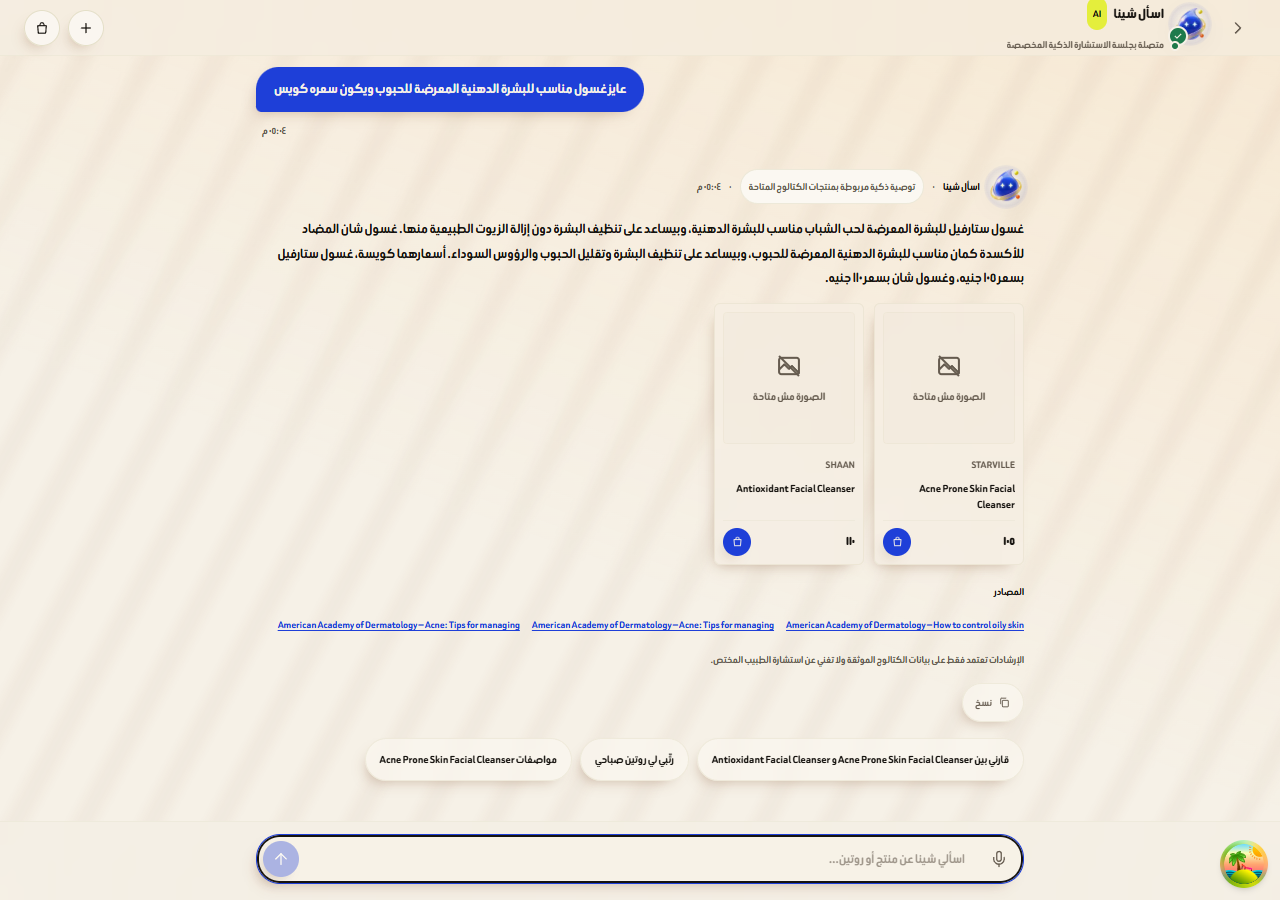 اسأل شينا AI
متصلة بجلسة الاستشارة الذكية المخصصة
عايز غسول مناسب للبشرة الدهنية المعرضة للحبوب ويكون سعره كويس
٠٥:٠٤ م
اسأل شينا · توصية ذكية مربوطة بمنتجات الكتالوج المتاحة · ٠٥:٠٤ م
غسول ستارفيل للبشرة المعرضة لحب الشباب مناسب للبشرة الدهنية، وبيساعد على تنظيف البشرة دون إزالة الزيوت الطبيعية منها. غسول شان المضاد
للأكسدة كمان مناسب للبشرة الدهنية المعرضة للحبوب، وبيساعد على تنظيف البشرة وتقليل الحبوب والرؤوس السوداء. أسعارهما كويسة، غسول ستارفيل
بسعر ١٠٥ جنيه، وغسول شان بسعر ١١٠ جنيه.
الصورة مش متاحة
STARVILLE
Acne Prone Skin Facial
Cleanser
١٠٥
الصورة مش متاحة
SHAAN
Antioxidant Facial Cleanser
١١٠
المصادر
American Academy of Dermatology — How to control oily skin
American Academy of Dermatology — Acne: Tips for managing
American Academy of Dermatology — Acne: Tips for managing
الإرشادات تعتمد فقط على بيانات الكتالوج الموثقة ولا تغني عن استشارة الطبيب المختص.
نسخ
قارني بين Acne Prone Skin Facial Cleanser و Antioxidant Facial Cleanser
رتّبي لي روتين صباحي
مواصفات Acne Prone Skin Facial Cleanser
اسألي شينا عن منتج أو روتين...